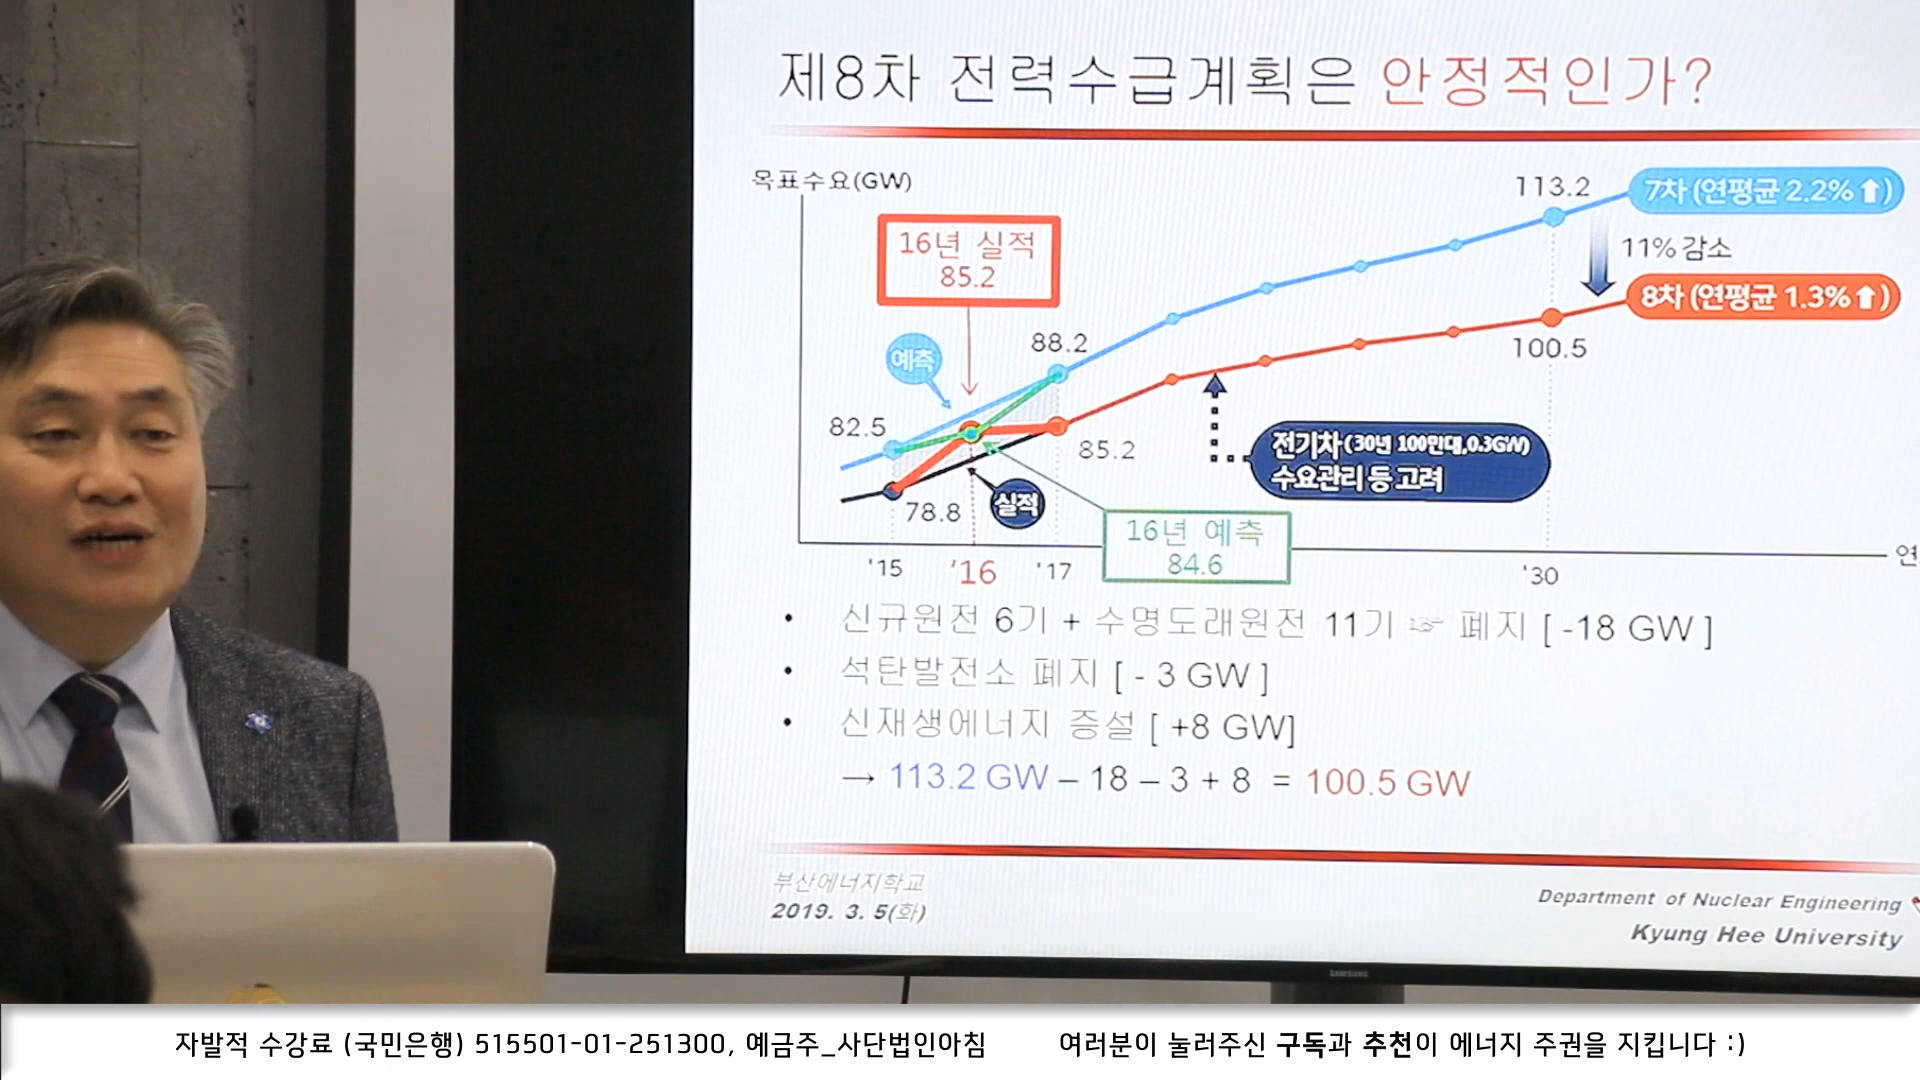 제8차 전력수급계획은 안정적인가?
목표수요(GW)
113.2
7차 (연평균 2.2% ⬆)
16년 실적
85.2
11% 감소
8차 (연평균 1.3% ⬆)
예측
88.2
100.5
82.5
85.2
전기차(30년 100만대,0.3GW)
수요관리 등 고려
78.8
실적
16년 예측
84.6
'15
'16
'17
'30
• 신규원전 6기 + 수명도래원전 11기 ☞ 폐지 [ -18 GW ]
• 석탄발전소 폐지 [ - 3 GW ]
• 신재생에너지 증설 [ +8 GW]
→ 113.2 GW – 18 – 3 + 8 = 100.5 GW
부산에너지학교
2019. 3. 5(화)
Department of Nuclear Engineering
Kyung Hee University
SAMSUNG
자발적 수강료 (국민은행) 515501-01-251300, 예금주_사단법인아침 여러분이 눌러주신 구독과 추천이 에너지 주권을 지킵니다 :)